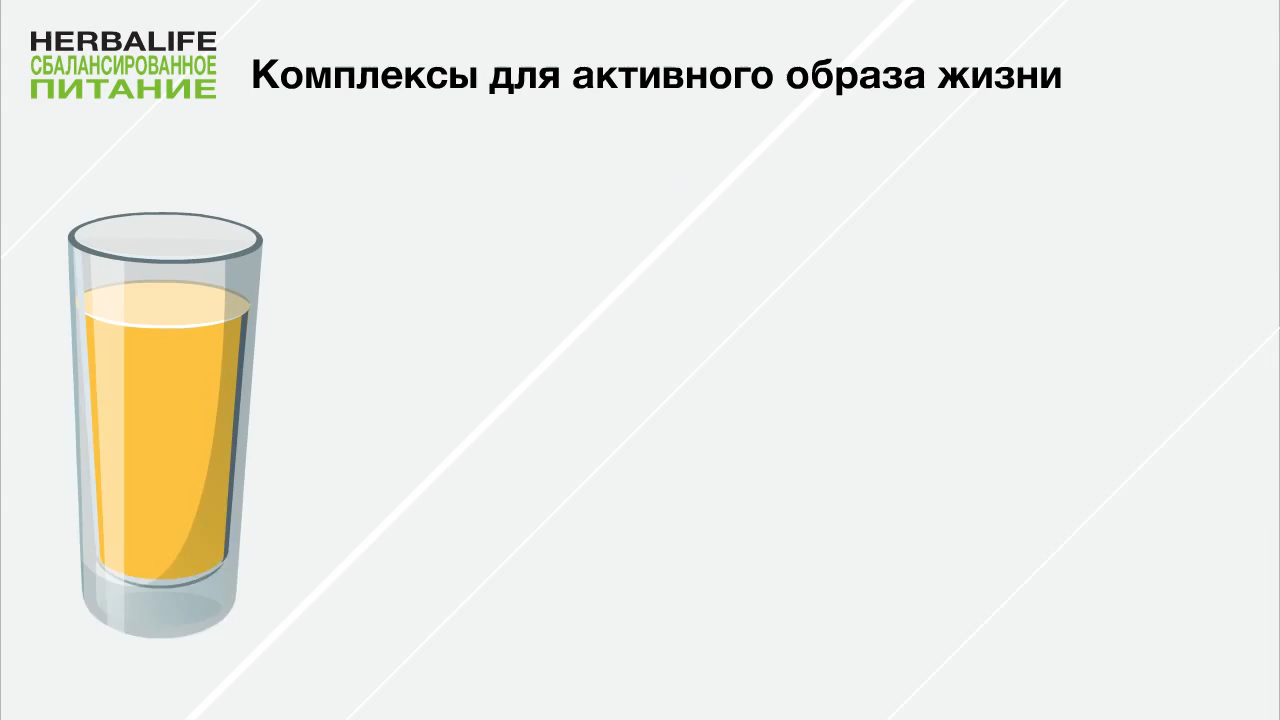 HERBALIFE
СБАЛАНСИРОВАННОЕ
ПИТАНИЕ
Комплексы для активного образа жизни